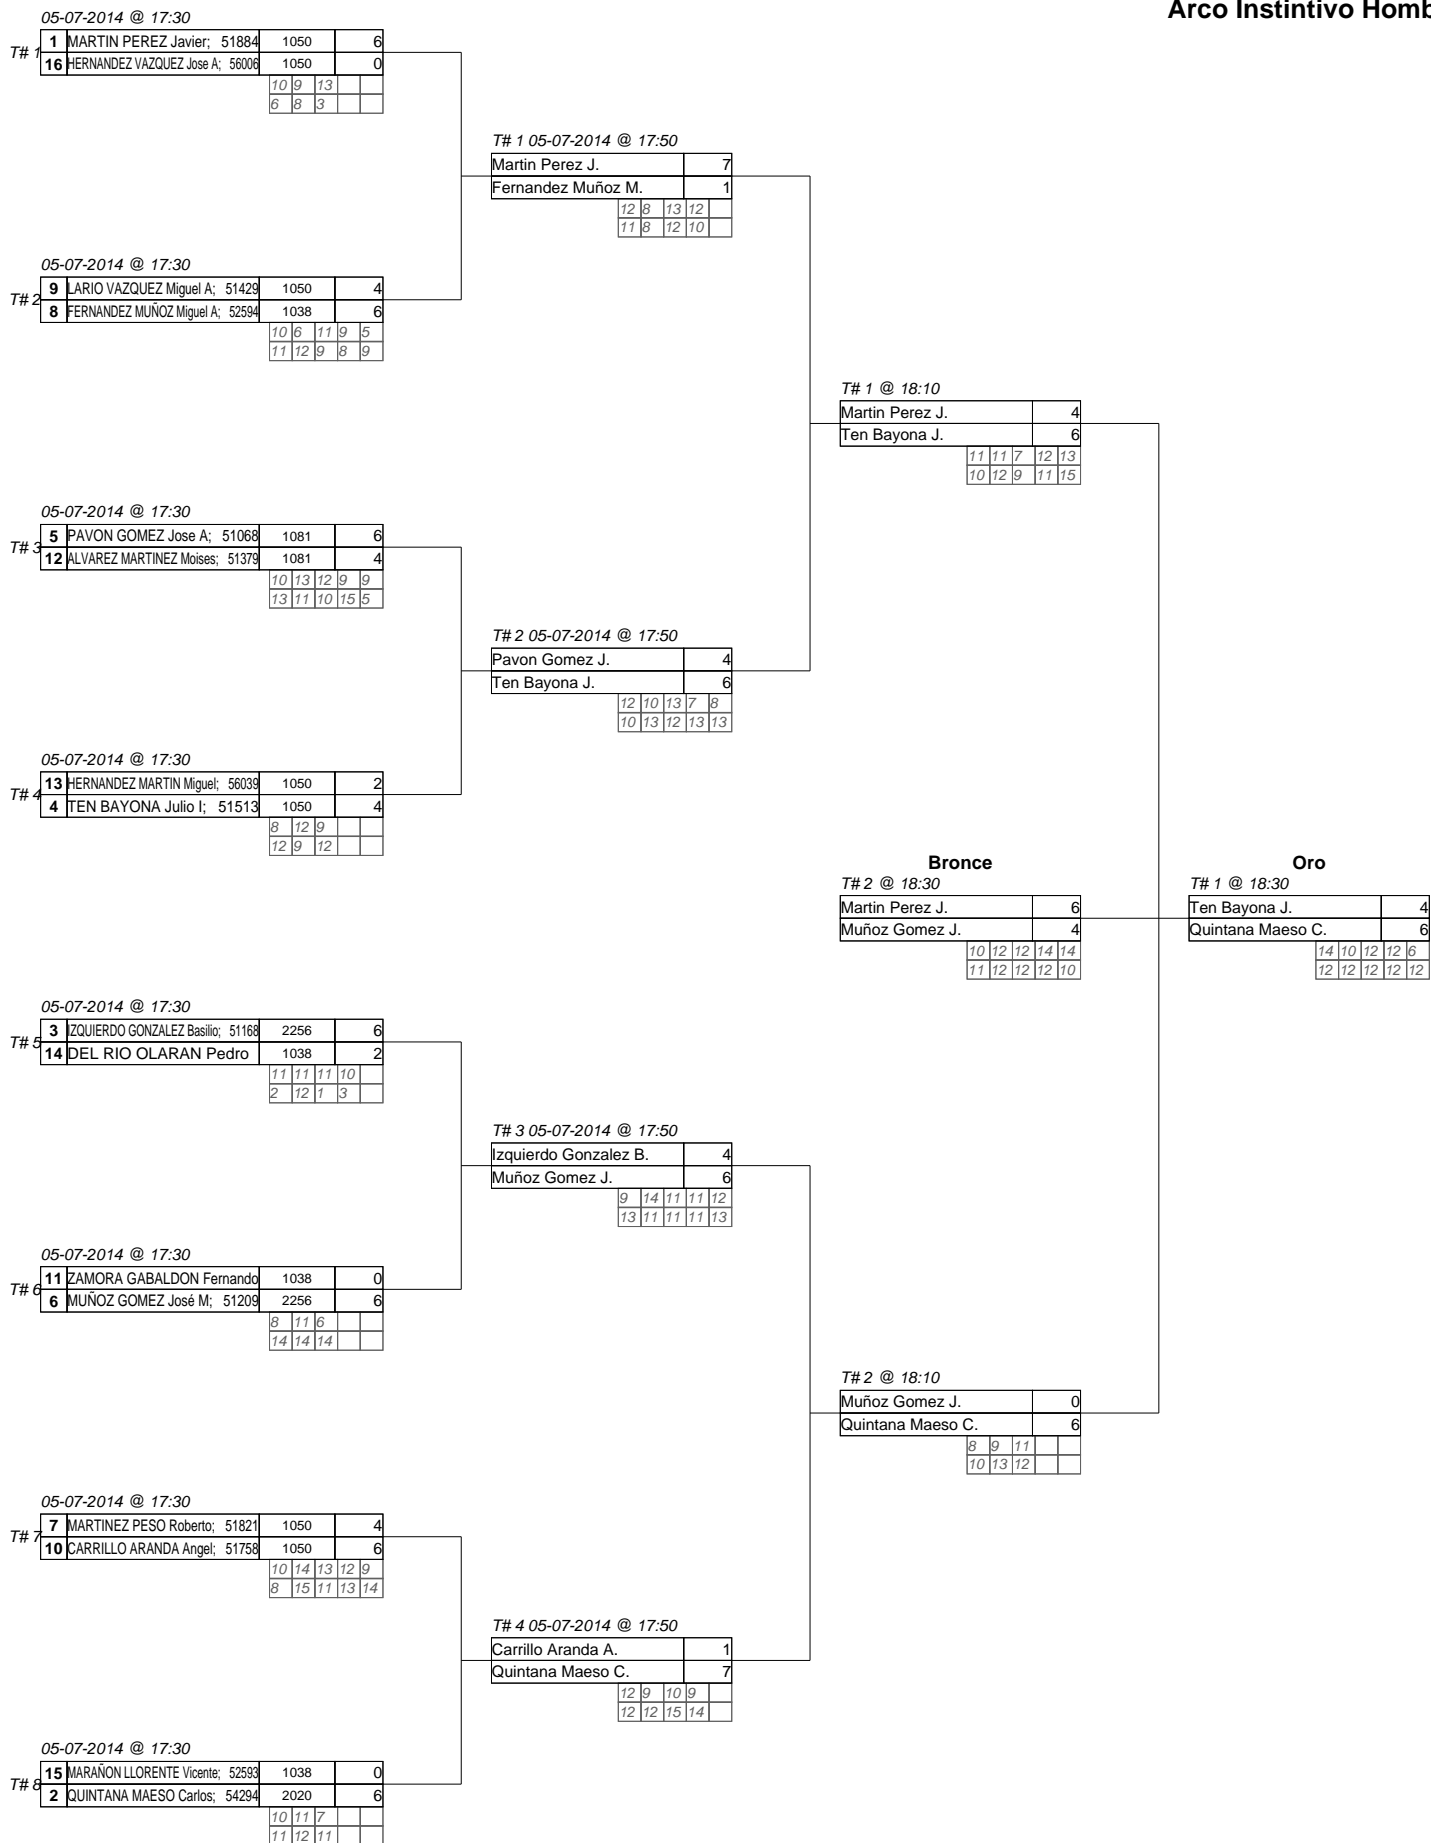 Arco Instintivo Homb
05-07-2014 @ 17:30
T# 1
1 MARTIN PEREZ Javier; 51884 1050 6
16 HERNANDEZ VAZQUEZ Jose A; 56006 1050 0
10 9 13
6 8 3
T# 1 05-07-2014 @ 17:50
Martin Perez J. 7
Fernandez Muñoz M. 1
12 8 13 12
11 8 12 10
05-07-2014 @ 17:30
T# 2
9 LARIO VAZQUEZ Miguel A; 51429 1050 4
8 FERNANDEZ MUÑOZ Miguel A; 52594 1038 6
10 6 11 9 5
11 12 9 8 9
T# 1 @ 18:10
Martin Perez J. 4
Ten Bayona J. 6
11 11 7 12 13
10 12 9 11 15
05-07-2014 @ 17:30
T# 3
5 PAVON GOMEZ Jose A; 51068 1081 6
12 ALVAREZ MARTINEZ Moises; 51379 1081 4
10 13 12 9 9
13 11 10 15 5
T# 2 05-07-2014 @ 17:50
Pavon Gomez J. 4
Ten Bayona J. 6
12 10 13 7 8
10 13 12 13 13
05-07-2014 @ 17:30
T# 4
13 HERNANDEZ MARTIN Miguel; 56039 1050 2
4 TEN BAYONA Julio I; 51513 1050 4
8 12 9
12 9 12
Bronce
T# 2 @ 18:30
Martin Perez J. 6
Muñoz Gomez J. 4
10 12 12 14 14
11 12 12 12 10
Oro
T# 1 @ 18:30
Ten Bayona J. 4
Quintana Maeso C. 6
14 10 12 12 6
12 12 12 12 12
05-07-2014 @ 17:30
T# 5
3 IZQUIERDO GONZALEZ Basilio; 51168 2256 6
14 DEL RIO OLARAN Pedro 1038 2
11 11 11 10
2 12 1 3
T# 3 05-07-2014 @ 17:50
Izquierdo Gonzalez B. 4
Muñoz Gomez J. 6
9 14 11 11 12
13 11 11 11 13
05-07-2014 @ 17:30
T# 6
11 ZAMORA GABALDON Fernando 1038 0
6 MUÑOZ GOMEZ José M; 51209 2256 6
8 11 6
14 14 14
T# 2 @ 18:10
Muñoz Gomez J. 0
Quintana Maeso C. 6
8 9 11
10 13 12
05-07-2014 @ 17:30
T# 7
7 MARTINEZ PESO Roberto; 51821 1050 4
10 CARRILLO ARANDA Angel; 51758 1050 6
10 14 13 12 9
8 15 11 13 14
T# 4 05-07-2014 @ 17:50
Carrillo Aranda A. 1
Quintana Maeso C. 7
12 9 10 9
12 12 15 14
05-07-2014 @ 17:30
T# 8
15 MARAÑON LLORENTE Vicente; 52593 1038 0
2 QUINTANA MAESO Carlos; 54294 2020 6
10 11 7
11 12 11